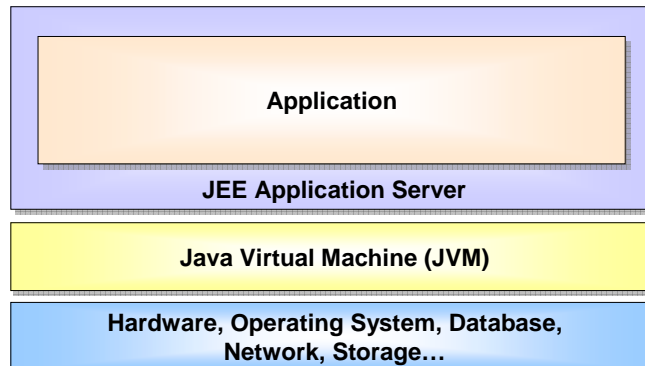 Application
JEE Application Server
Java Virtual Machine (JVM)
Hardware, Operating System, Database,
Network, Storage…